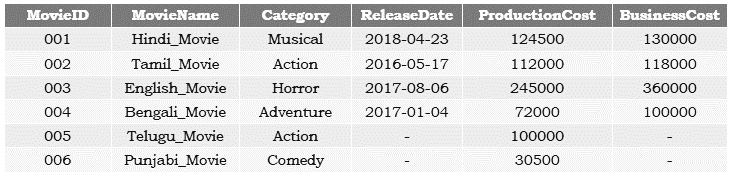 MovieID MovieName Category ReleaseDate ProductionCost BusinessCost
001 Hindi_Movie Musical 2018-04-23 124500 130000
002 Tamil_Movie Action 2016-05-17 112000 118000
003 English_Movie Horror 2017-08-06 245000 360000
004 Bengali_Movie Adventure 2017-01-04 72000 100000
005 Telugu_Movie Action - 100000 -
006 Punjabi_Movie Comedy - 30500 -